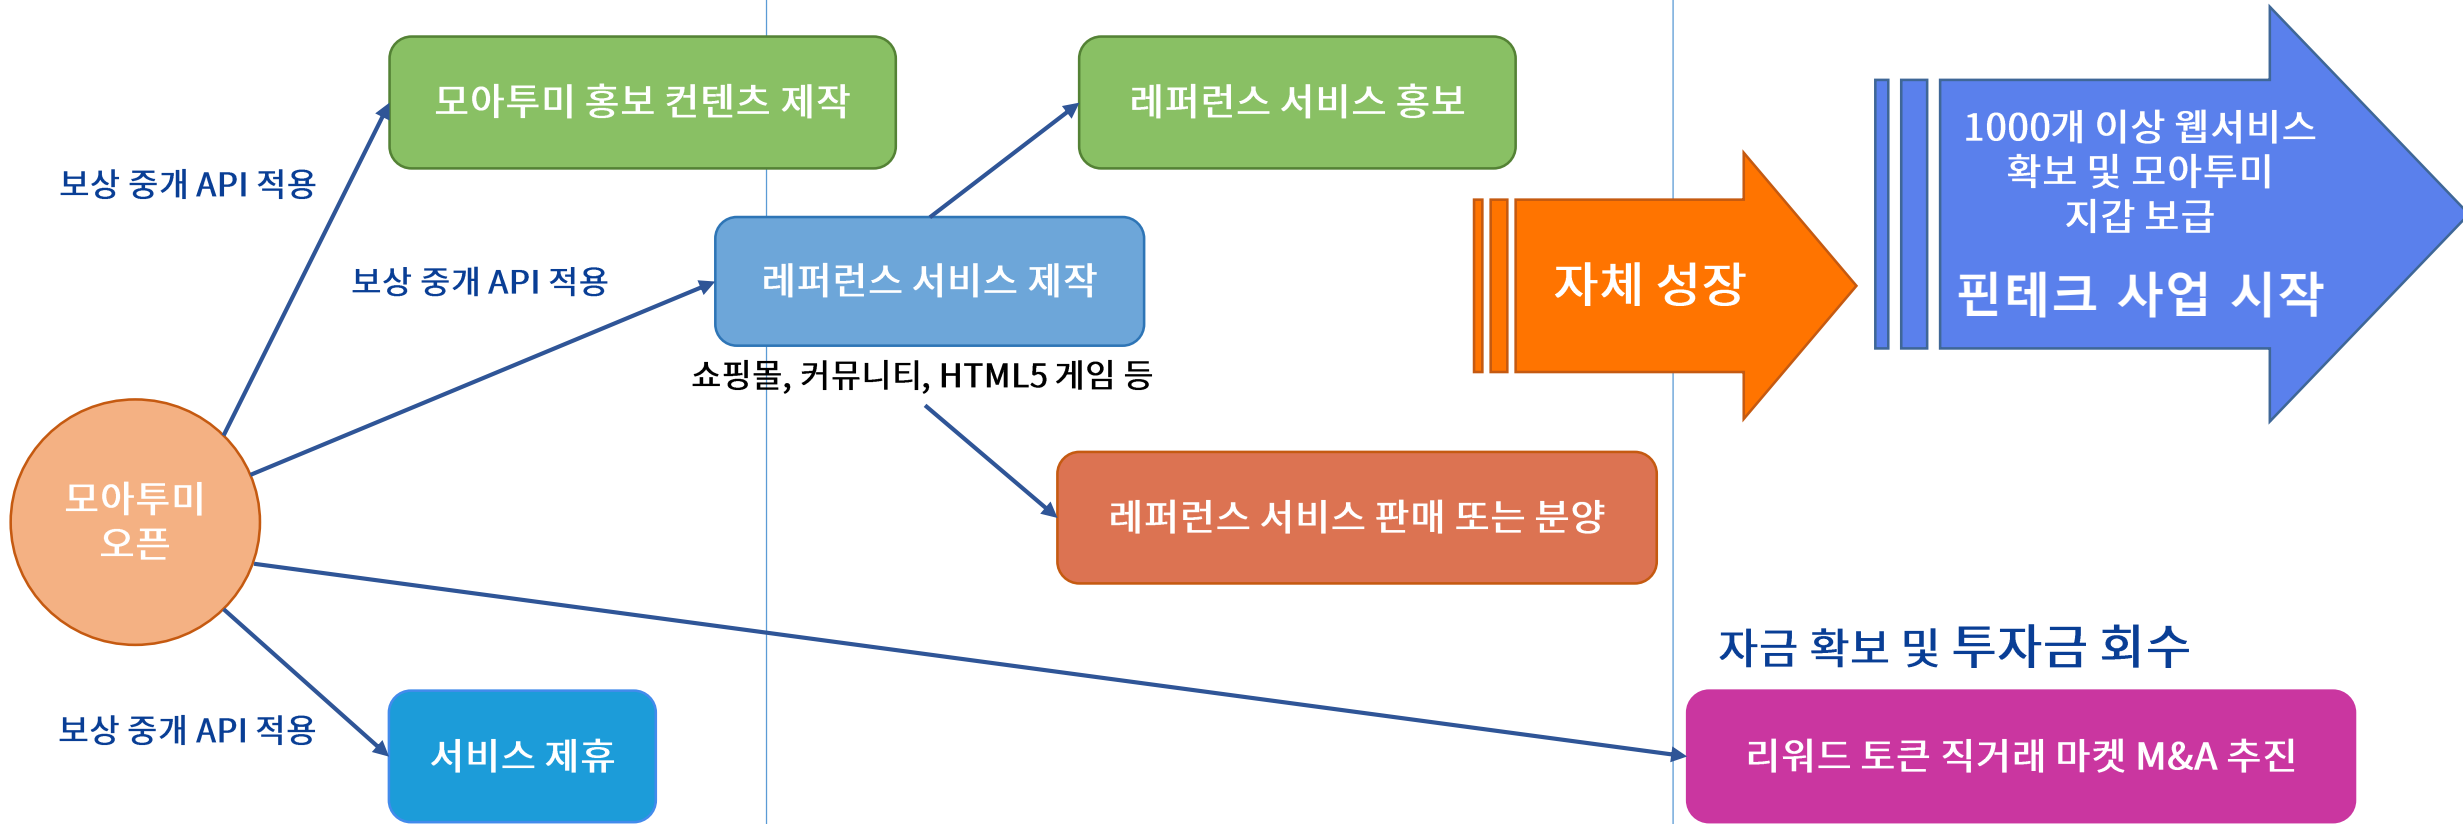 모아투미 홍보 컨텐츠 제작
레퍼런스 서비스 홍보
1000개 이상 웹서비스
확보 및 모아투미
지갑 보급
핀테크 사업 시작
보상 중개 API 적용
보상 중개 API 적용
레퍼런스 서비스 제작
자체 성장
쇼핑몰, 커뮤니티, HTML5 게임 등
모아투미
오픈
레퍼런스 서비스 판매 또는 분양
자금 확보 및 투자금 회수
보상 중개 API 적용
서비스 제휴
리워드 토큰 직거래 마켓 M&A 추진